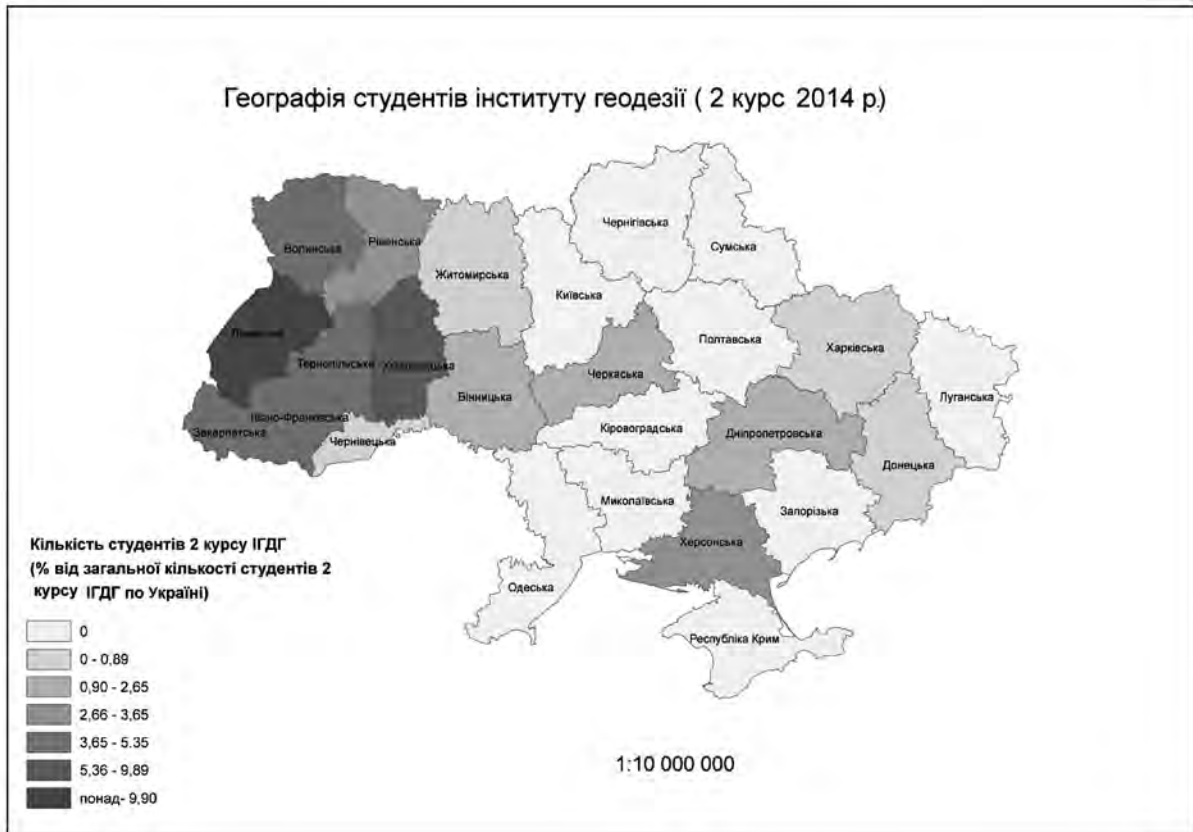 Географія студентів інституту геодезії ( 2 курс 2014 р.)
Чернігівська
Сумська
Волинська
Рівненська
Житомирська
Київська
Полтавська
Харківська
Тернопільська
Черкаська
Луганська
Вінницька
Івано-Франківська
Кіровоградська
Дніпропетровська
Закарпатська
Чернівецька
Донецька
Миколаївська
Запорізька
Херсонська
Одеська
Республіка Крим
Кількість студентів 2 курсу ІГДГ
(% від загальної кількості студентів 2
курсу ІГДГ по Україні)
0
0 - 0,89
0,90 - 2,65
2,66 - 3,65
3,65 - 5.35
5,36 - 9,89
понад- 9,90
1:10 000 000